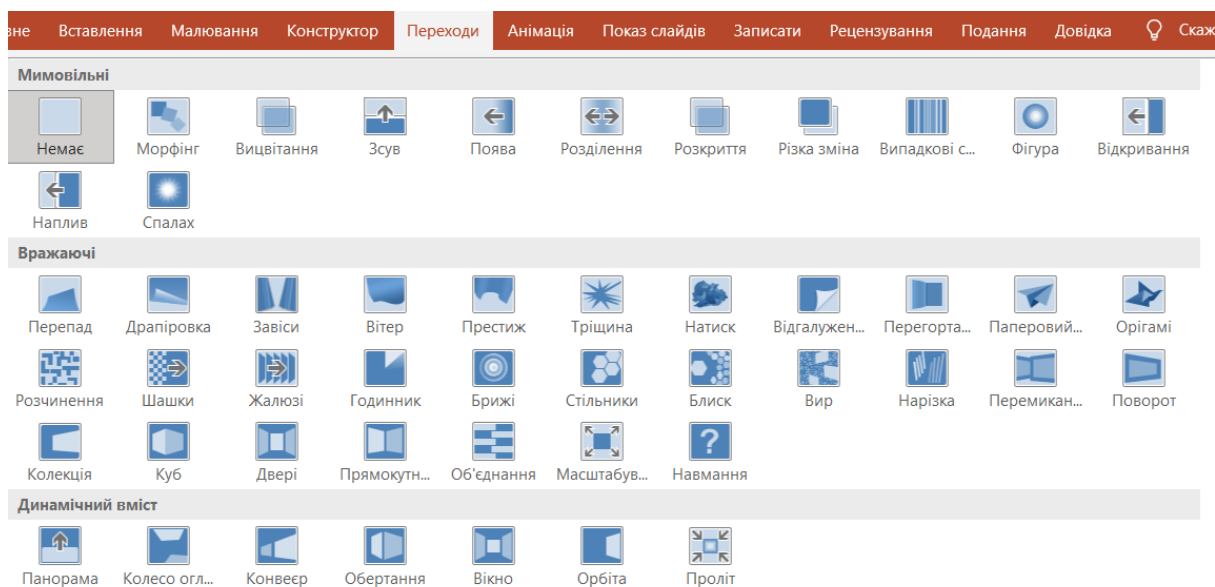 вне Вставлення Малювання Конструктор Переходи Анімація Показ слайдів Записати Рецензування Подання Довідка Скаж
Мимовільні
Немає Морфінг Вицвітання Зсув Поява Розділення Розкриття Різка зміна Випадкові с... Фігура Відкривання
Наплив Спалах
Вражаючі
Перепад Драпіровка Завіси Вітер Престиж Тріщина Натиск Відгалужен... Перегорта... Паперовий... Орігамі
Розчинення Шашки Жалюзі Годинник Брижі Стільники Блиск Вир Нарізка Перемикан... Поворот
Колекція Куб Двері Прямокутн... Об'єднання Масштабув... Навмання
Динамічний вміст
Панорама Колесо огл... Конвеєр Обертання Вікно Орбіта Проліт